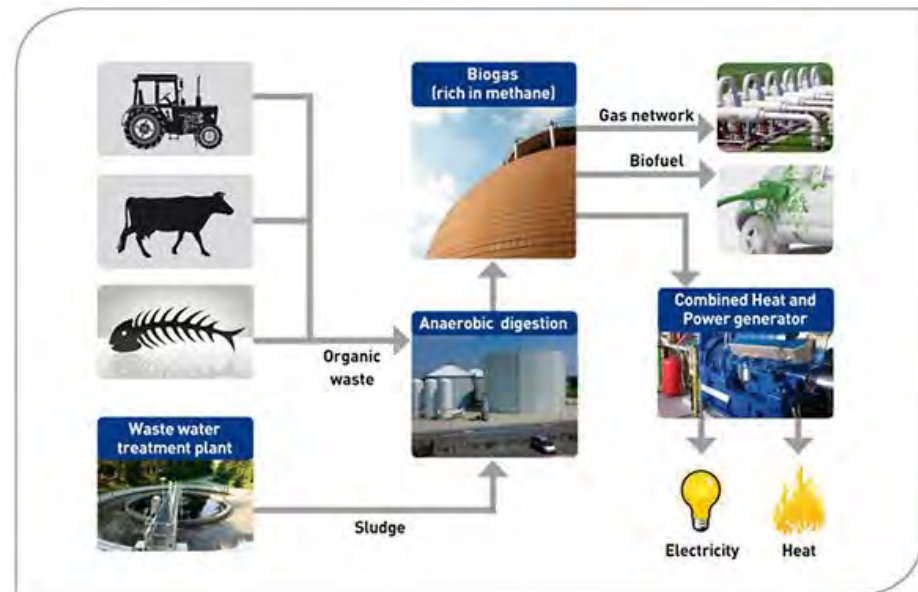 Biogas
(rich in methane)
Gas network
Biofuel
Combined Heat and
Power generator
Anaerobic digestion
Organic
waste
Waste water
treatment plant
Sludge
Electricity
Heat